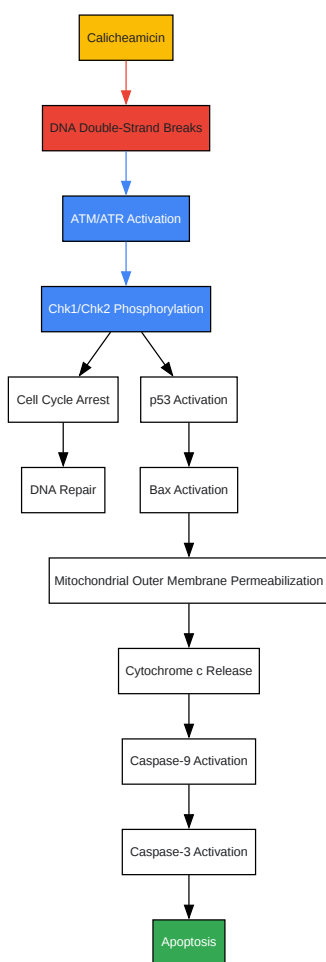 Calicheamicin
DNA Double-Strand Breaks
ATM/ATR Activation
Chk1/Chk2 Phosphorylation
Cell Cycle Arrest
p53 Activation
DNA Repair
Bax Activation
Mitochondrial Outer Membrane Permeabilization
Cytochrome c Release
Caspase-9 Activation
Caspase-3 Activation
Apoptosis